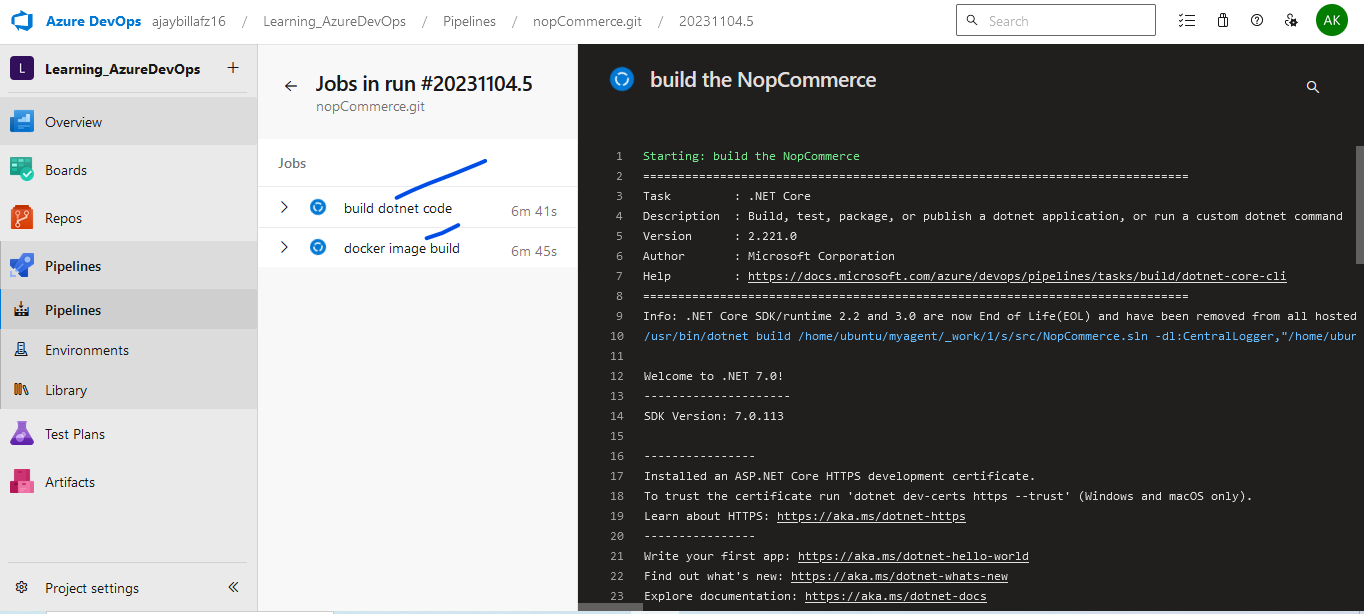 Azure DevOps ajaybillafz16 / Learning_AzureDevOps / Pipelines / nopCommerce.git / 20231104.5 Search AK
L Learning_AzureDevOps +
Overview
Boards
Repos
Pipelines
Pipelines
Environments
Library
Test Plans
Artifacts
Project settings
Jobs in run #20231104.5
nopCommerce.git
Jobs
build dotnet code 6m 41s
docker image build 6m 45s
build the NopCommerce
1 Starting: build the NopCommerce
2 ==============================================================================
3 Task : .NET Core
4 Description : Build, test, package, or publish a dotnet application, or run a custom dotnet command
5 Version : 2.221.0
6 Author : Microsoft Corporation
7 Help : https://docs.microsoft.com/azure/devops/pipelines/tasks/build/dotnet-core-cli
8 ==============================================================================
9 Info: .NET Core SDK/runtime 2.2 and 3.0 are now End of Life(EOL) and have been removed from all hosted
10 /usr/bin/dotnet build /home/ubuntu/myagent/_work/1/s/src/NopCommerce.sln -dl:CentralLogger,"/home/ubur
11
12 Welcome to .NET 7.0!
13 ---------------------
14 SDK Version: 7.0.113
15
16 ----------------
17 Installed an ASP.NET Core HTTPS development certificate.
18 To trust the certificate run 'dotnet dev-certs https --trust' (Windows and macOS only).
19 Learn about HTTPS: https://aka.ms/dotnet-https
20 ----------------
21 Write your first app: https://aka.ms/dotnet-hello-world
22 Find out what's new: https://aka.ms/dotnet-whats-new
23 Explore documentation: https://aka.ms/dotnet-docs